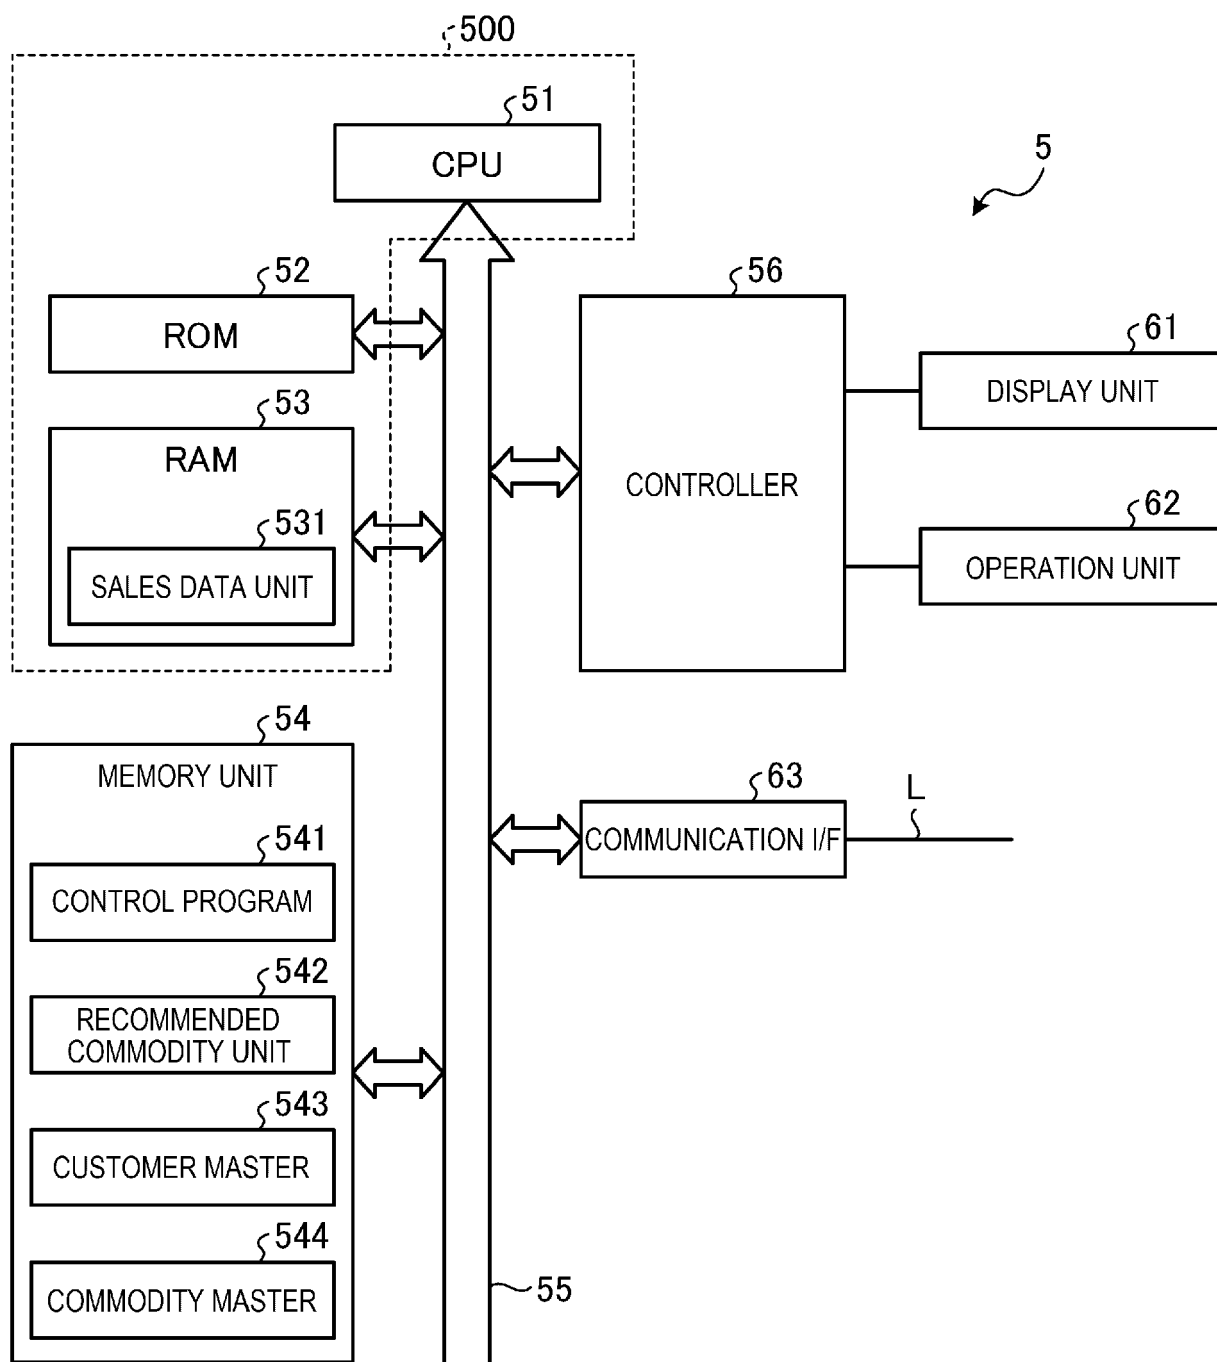 500
51
CPU
5
52
ROM
56
CONTROLLER
61
DISPLAY UNIT
53
RAM
531
SALES DATA UNIT
62
OPERATION UNIT
54
MEMORY UNIT
541
CONTROL PROGRAM
542
RECOMMENDED
COMMODITY UNIT
543
CUSTOMER MASTER
544
COMMODITY MASTER
63
COMMUNICATION I/F
L
55